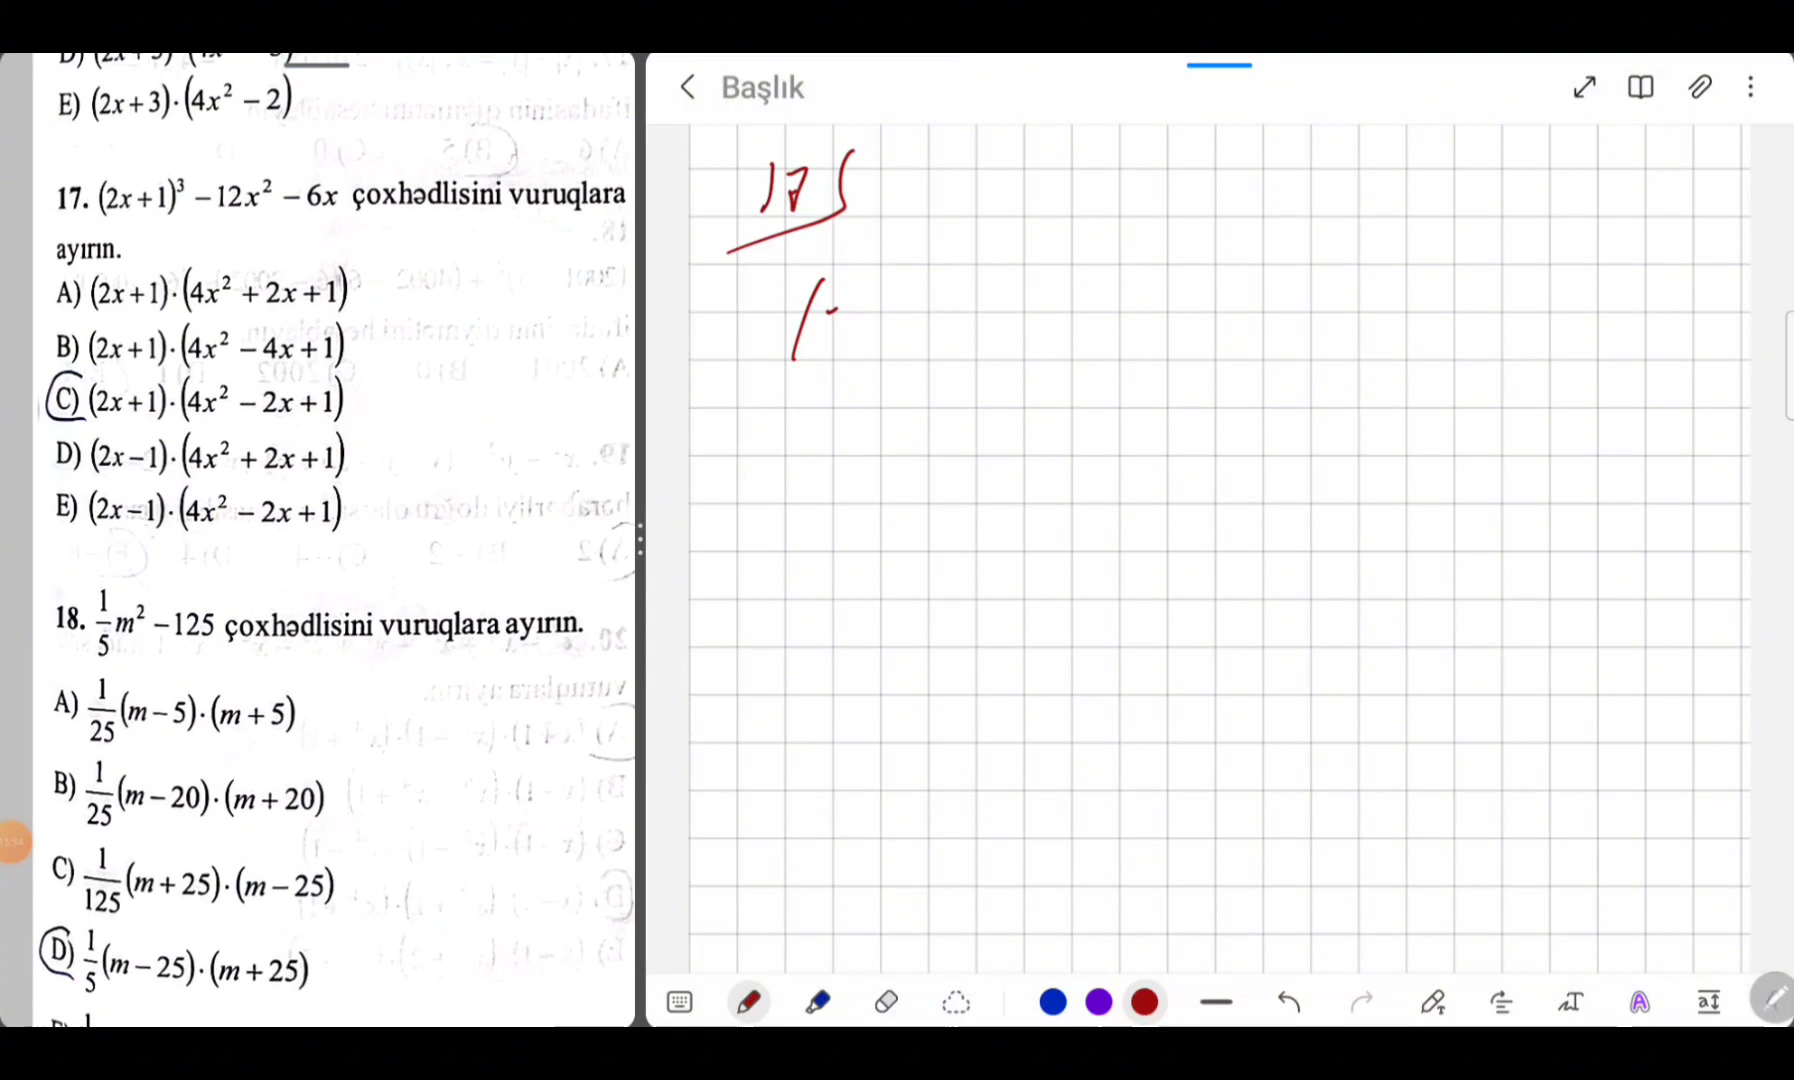 E) (2x+3)·(4x² − 2)
17. (2x+1)³ − 12x² − 6x çoxhədlisini vuruqlara
ayırın.
A) (2x+1)·(4x² + 2x+1)
B) (2x+1)·(4x² − 4x+1)
C) (2x+1)·(4x² − 2x+1)
D) (2x−1)·(4x² + 2x+1)
E) (2x−1)·(4x² − 2x+1)
18. 1/5 m² − 125 çoxhədlisini vuruqlara ayırın.
A) 1/25 (m − 5)·(m + 5)
B) 1/25 (m − 20)·(m + 20)
C) 1/125 (m + 25)·(m − 25)
D) 1/5 (m − 25)·(m + 25)
Başlık